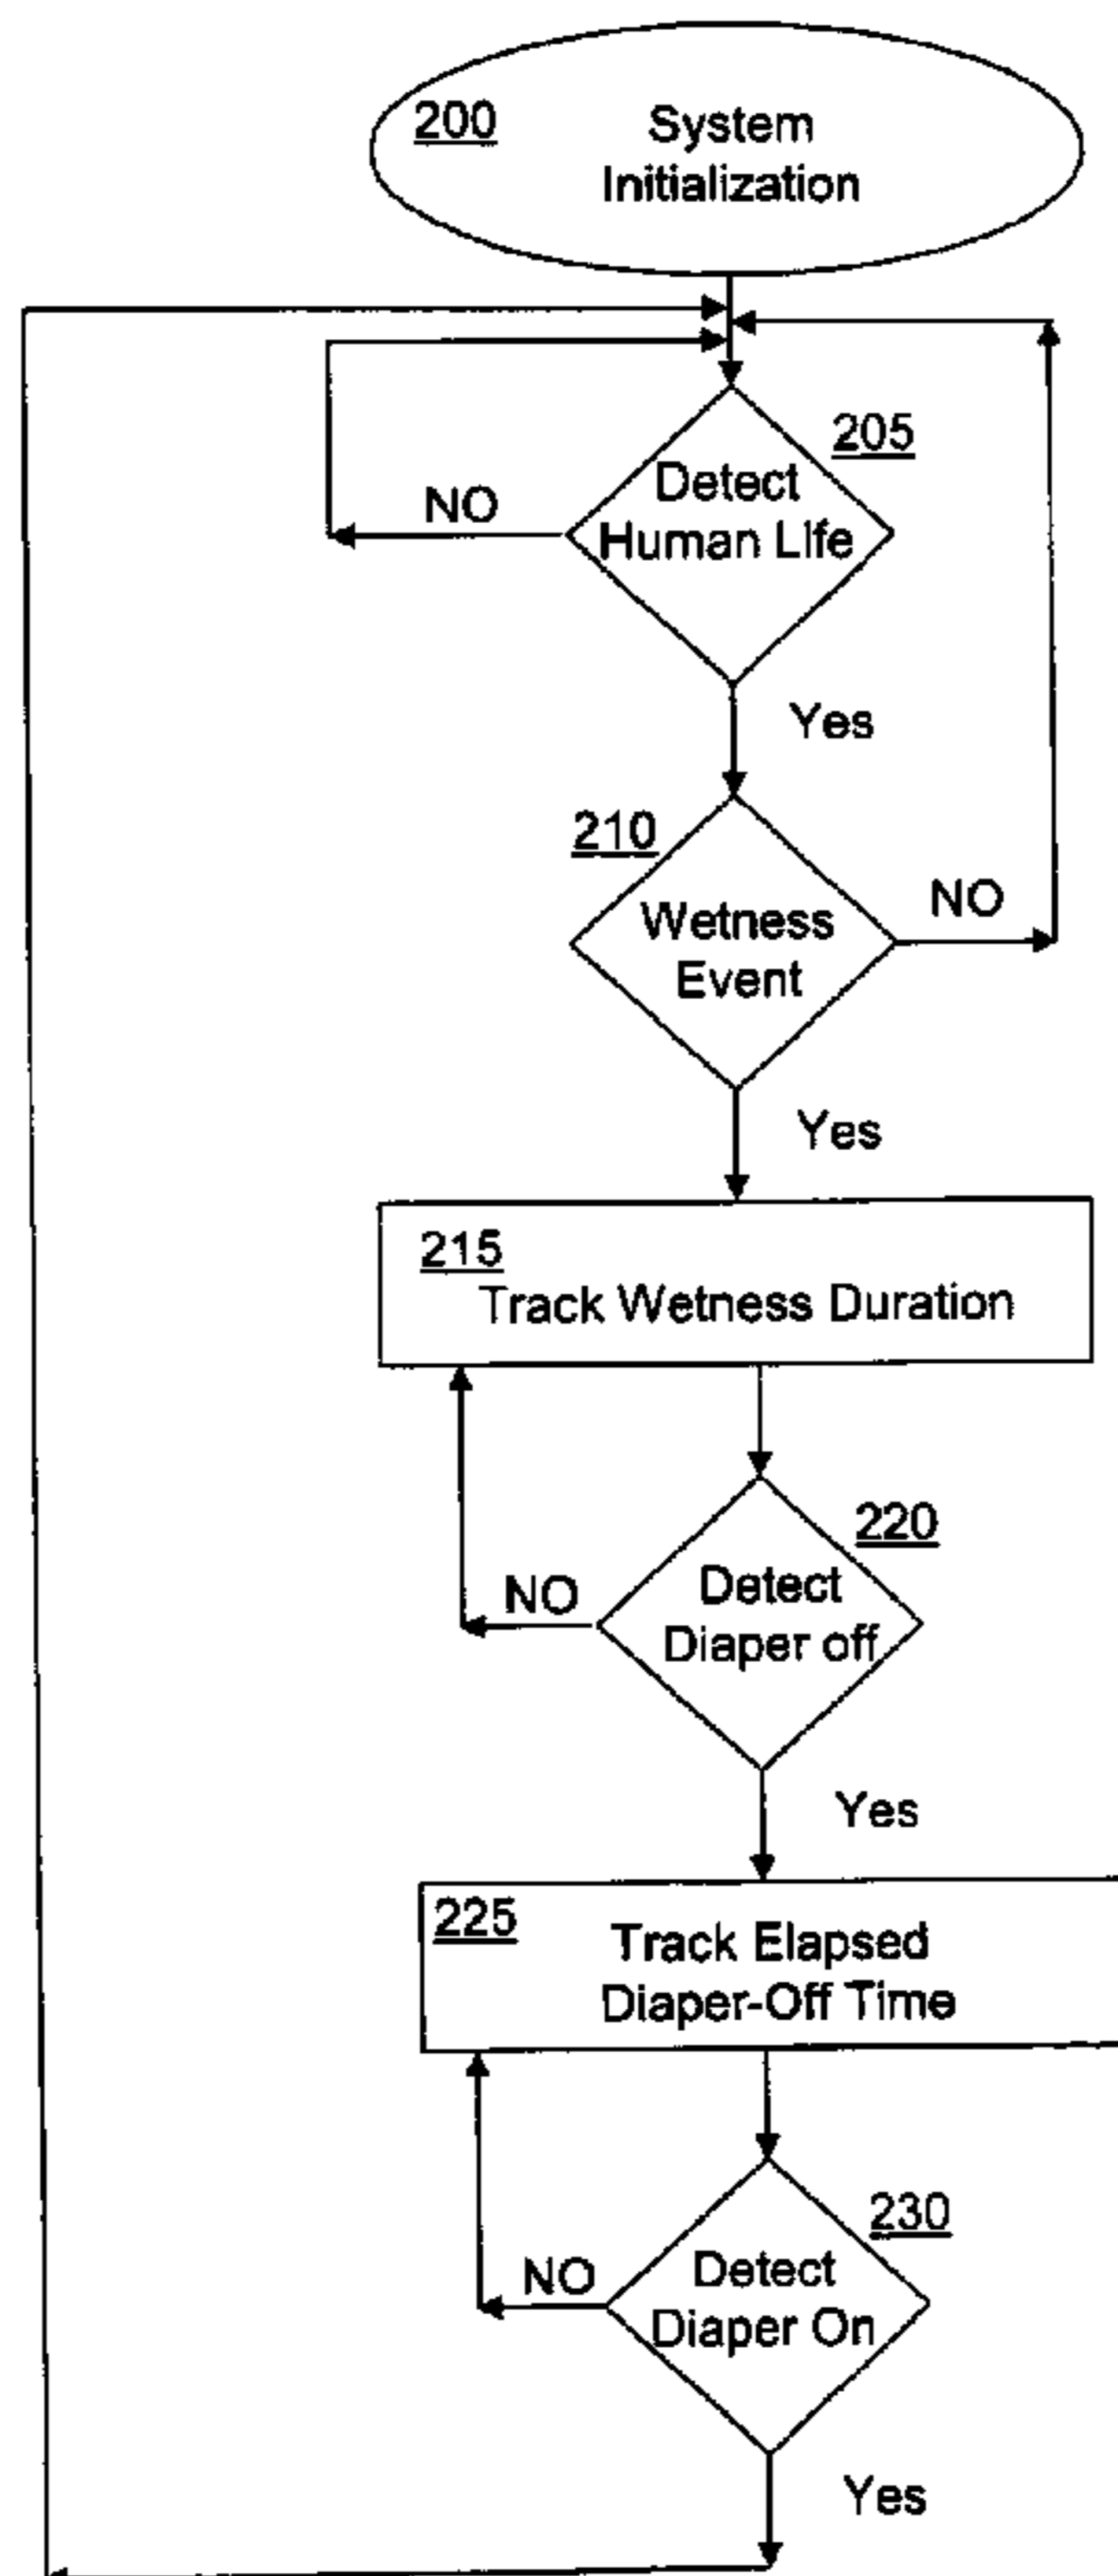 200
System
Initialization
205
Detect
Human Life
NO
Yes
210
Wetness
Event
NO
Yes
215
Track Wetness Duration
220
Detect
Diaper off
NO
Yes
225
Track Elapsed
Diaper-Off Time
230
Detect
Diaper On
NO
Yes